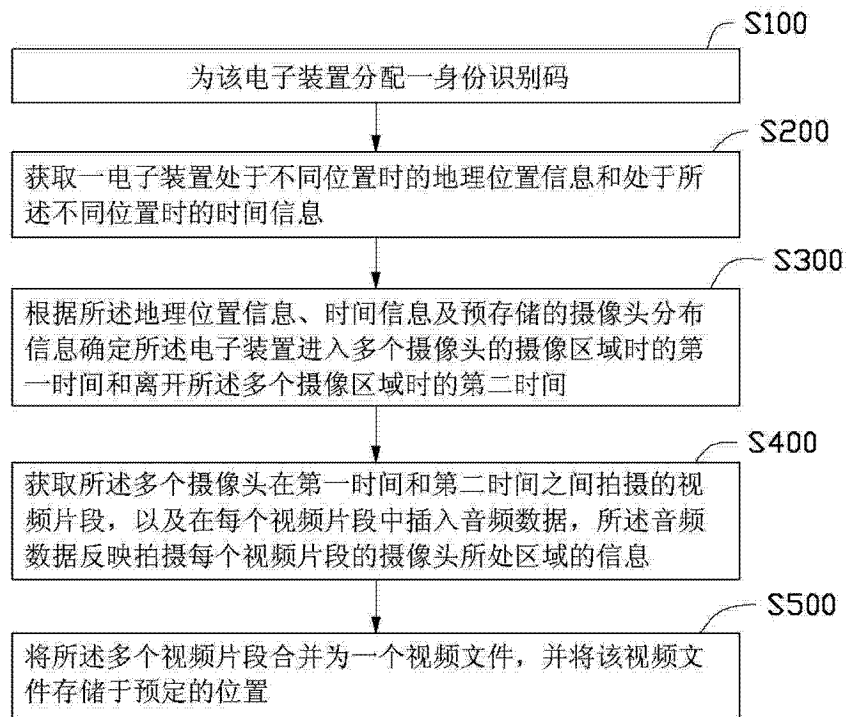 S100
为该电子装置分配一身份识别码
S200
获取一电子装置处于不同位置时的地理位置信息和处于所
述不同位置时的时间信息
S300
根据所述地理位置信息、时间信息及预存储的摄像头分布
信息确定所述电子装置进入多个摄像头的摄像区域时的第
一时间和离开所述多个摄像区域时的第二时间
S400
获取所述多个摄像头在第一时间和第二时间之间拍摄的视
频片段，以及在每个视频片段中插入音频数据，所述音频
数据反映拍摄每个视频片段的摄像头所处区域的信息
S500
将所述多个视频片段合并为一个视频文件，并将该视频文
件存储于预定的位置